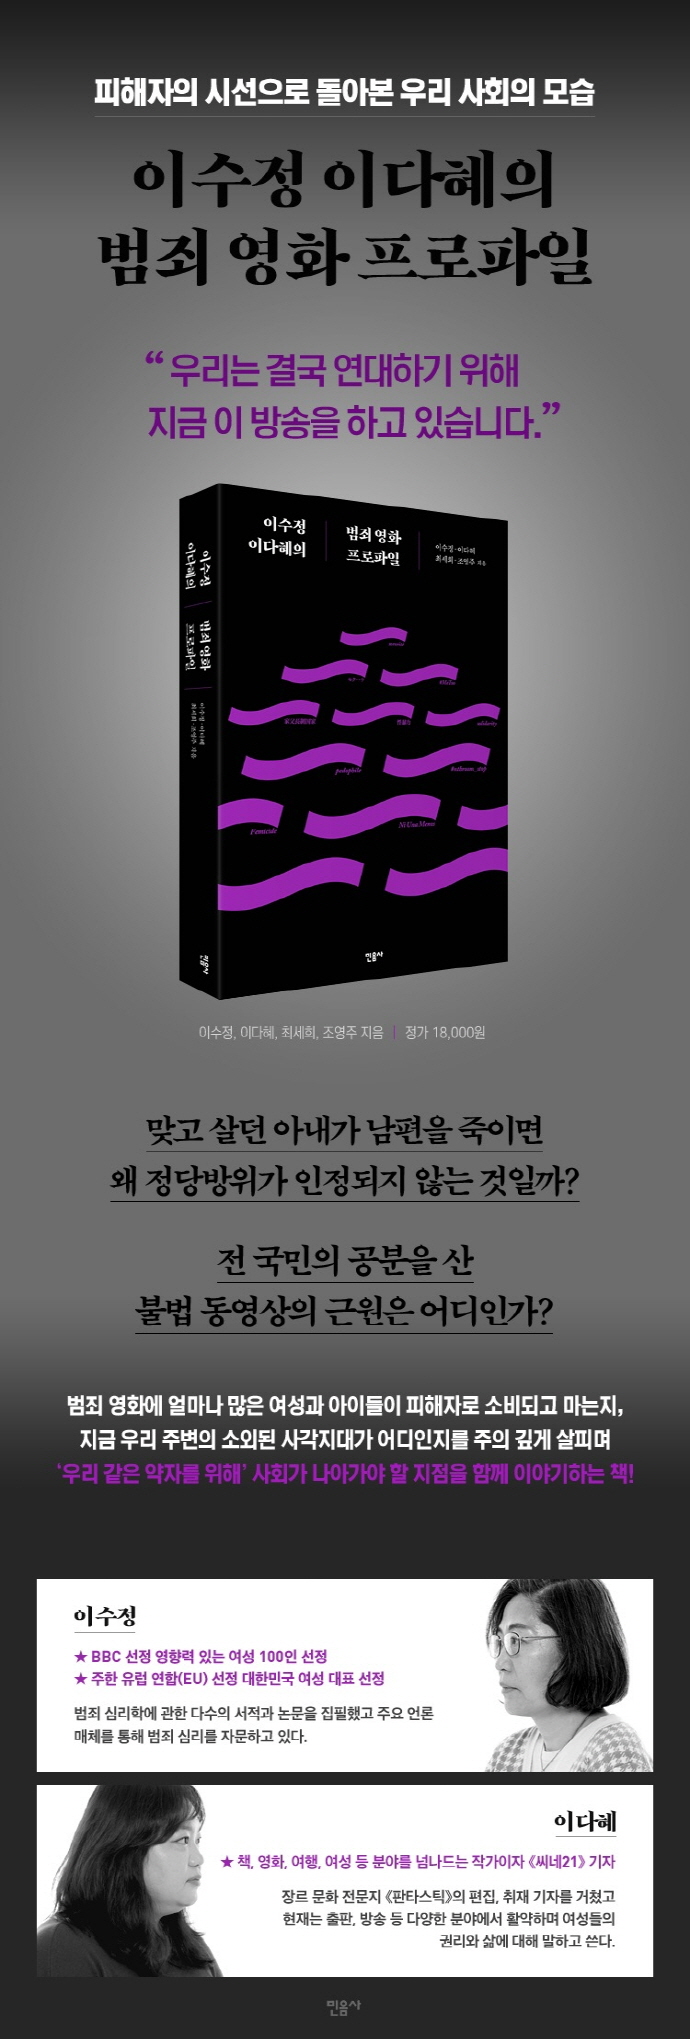 피해자의 시선으로 돌아본 우리 사회의 모습
이수정 이다혜의
범죄 영화 프로파일
“우리는 결국 연대하기 위해
지금 이 방송을 하고 있습니다.”
이수정
이다혜의
범죄 영화
프로파일
이수정·이다혜
최세희·조영주 지음
이수정
이다혜의
범죄 영화
프로파일
이수정·이다혜
최세희·조영주 지음
pedophile
Femicide
Ni Una Menos
solidarity
민음사
민음사
이수정, 이다혜, 최세희, 조영주 지음 | 정가 18,000원
맞고 살던 아내가 남편을 죽이면
왜 정당방위가 인정되지 않는 것일까?
전 국민의 공분을 산
불법 동영상의 근원은 어디인가?
범죄 영화에 얼마나 많은 여성과 아이들이 피해자로 소비되고 마는지,
지금 우리 주변의 소외된 사각지대가 어디인지를 주의 깊게 살피며
‘우리 같은 약자를 위해’ 사회가 나아가야 할 지점을 함께 이야기하는 책!
이수정
★ BBC 선정 영향력 있는 여성 100인 선정
★ 주한 유럽 연합(EU) 선정 대한민국 여성 대표 선정
범죄 심리학에 관한 다수의 서적과 논문을 집필했고 주요 언론
매체를 통해 범죄 심리를 자문하고 있다.
이다혜
★ 책, 영화, 여행, 여성 등 분야를 넘나드는 작가이자 《씨네21》 기자
장르 문화 전문지 《판타스틱》의 편집, 취재 기자를 거쳤고
현재는 출판, 방송 등 다양한 분야에서 활약하며 여성들의
권리와 삶에 대해 말하고 쓴다.
민음사